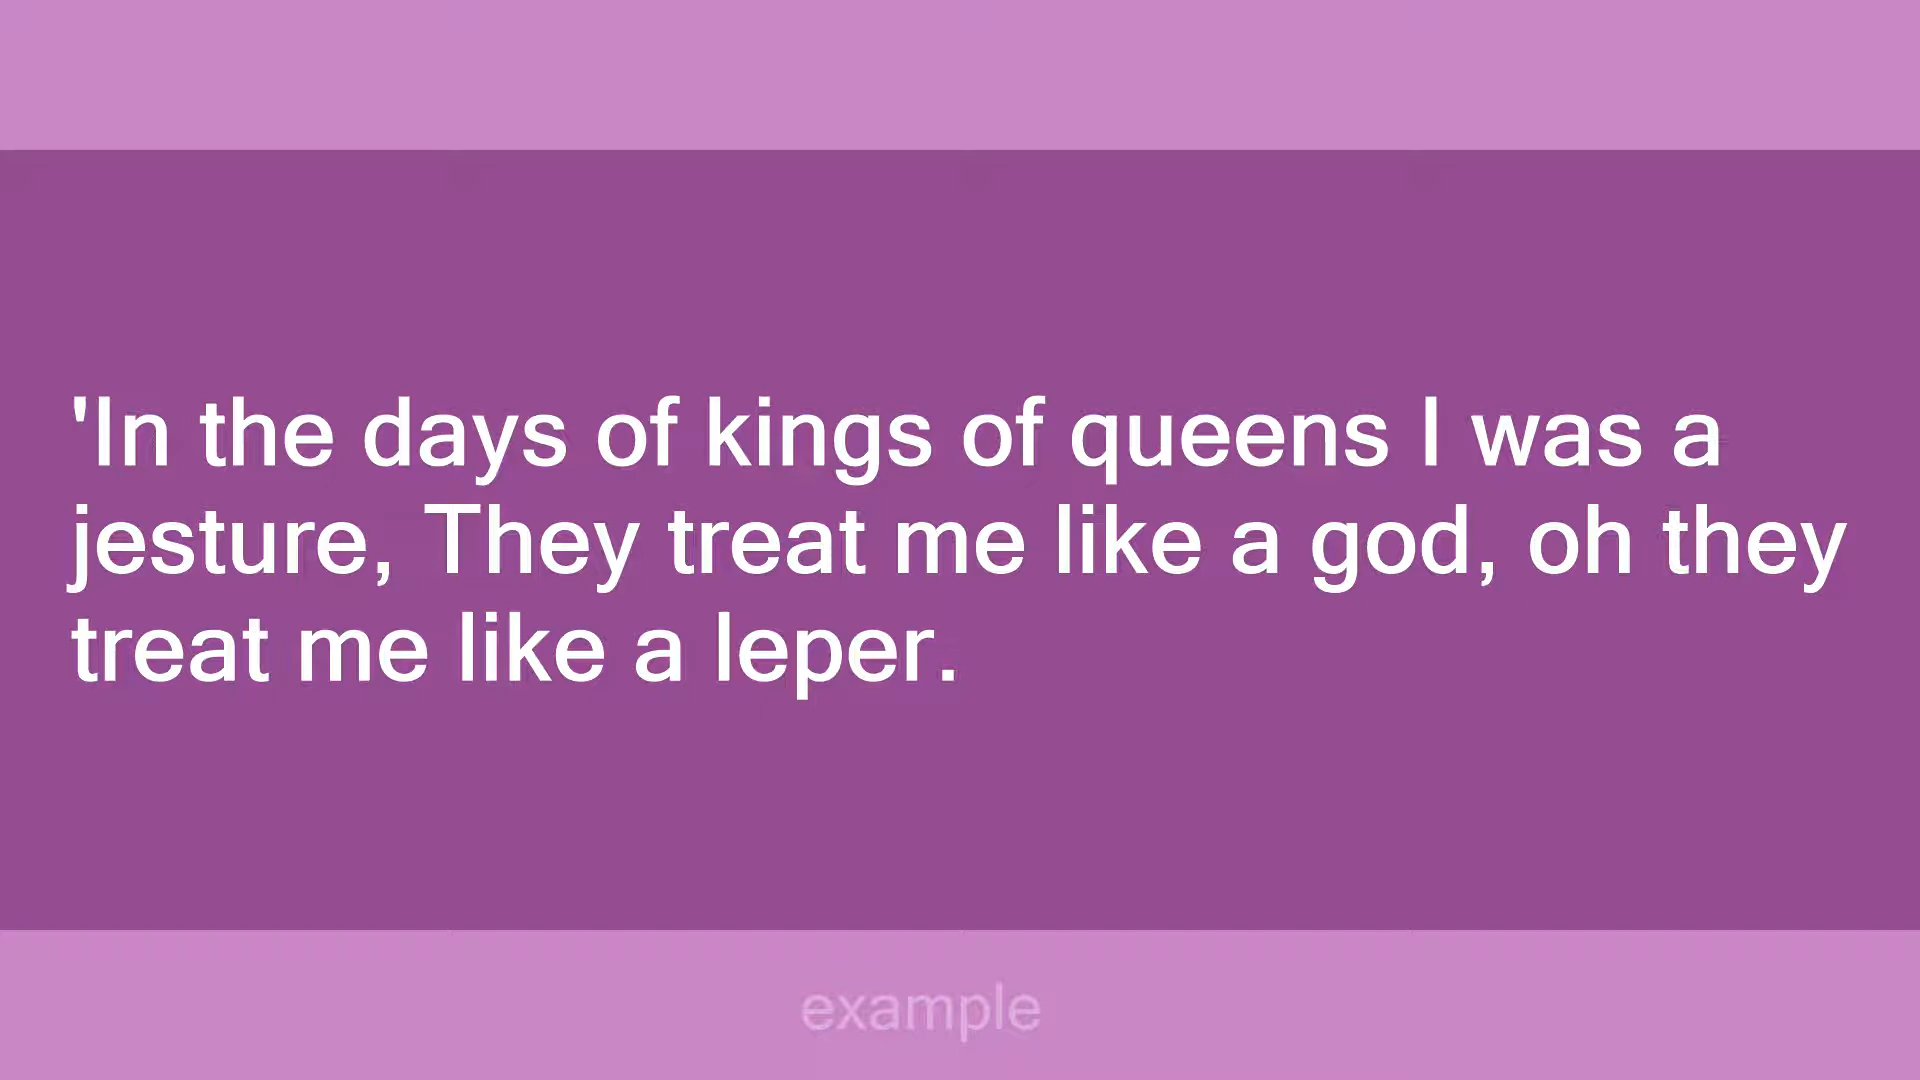 'In the days of kings of queens I was a
jesture, They treat me like a god, oh they
treat me like a leper.
example